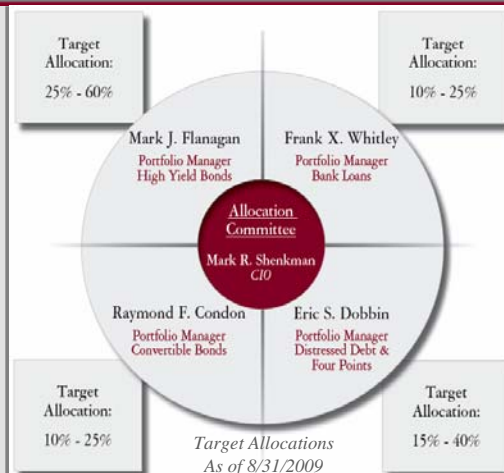 Target
Allocation:
25% - 60%
Target
Allocation:
10% - 25%
Mark J. Flanagan
Portfolio Manager
High Yield Bonds
Frank X. Whitley
Portfolio Manager
Bank Loans
Allocation
Committee
Mark R. Shenkman
CIO
Raymond F. Condon
Portfolio Manager
Convertible Bonds
Eric S. Dobbin
Portfolio Manager
Distressed Debt &
Four Points
Target
Allocation:
10% - 25%
Target
Allocation:
15% - 40%
Target Allocations
As of 8/31/2009